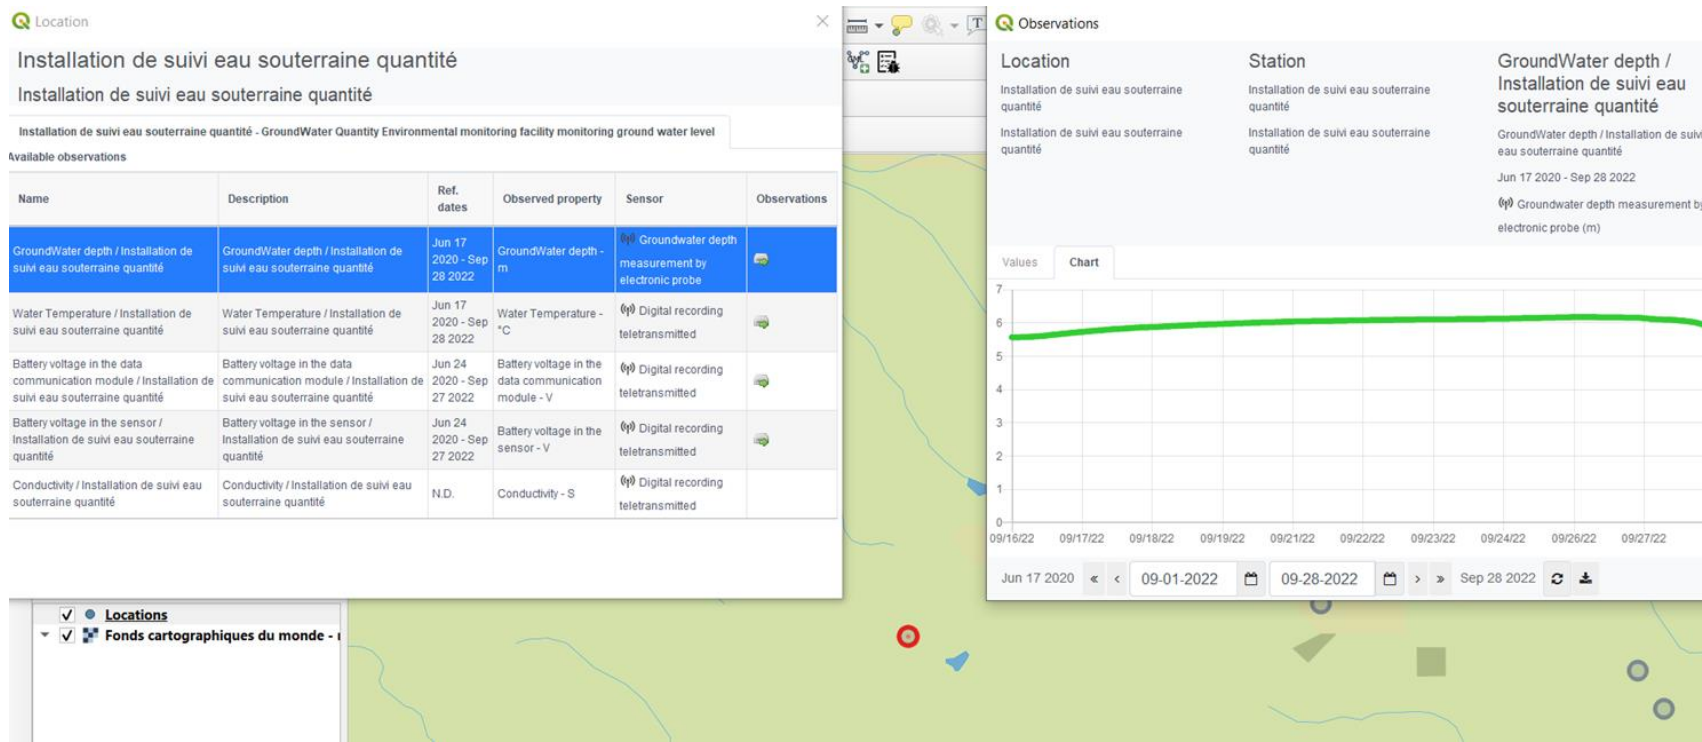 Location
Installation de suivi eau souterraine quantité
Installation de suivi eau souterraine quantité
Installation de suivi eau souterraine quantité - GroundWater Quantity Environmental monitoring facility monitoring ground water level
Available observations
Name
Description
Ref.
dates
Observed property
Sensor
Observations
GroundWater depth / Installation de
suivi eau souterraine quantité
GroundWater depth / Installation de
suivi eau souterraine quantité
Jun 17
2020 - Sep
28 2022
GroundWater depth -
m
Groundwater depth
measurement by
electronic probe
Water Temperature / Installation de
suivi eau souterraine quantité
Water Temperature / Installation de
suivi eau souterraine quantité
Jun 17
2020 - Sep
28 2022
Water Temperature -
°C
Digital recording
teletransmitted
Battery voltage in the data
communication module / Installation de
suivi eau souterraine quantité
Battery voltage in the data
communication module / Installation de
suivi eau souterraine quantité
Jun 24
2020 - Sep
27 2022
Battery voltage in the
data communication
module - V
Digital recording
teletransmitted
Battery voltage in the sensor /
Installation de suivi eau souterraine
quantité
Battery voltage in the sensor /
Installation de suivi eau souterraine
quantité
Jun 24
2020 - Sep
27 2022
Battery voltage in the
sensor - V
Digital recording
teletransmitted
Conductivity / Installation de suivi eau
souterraine quantité
Conductivity / Installation de suivi eau
souterraine quantité
N.D.
Conductivity - S
Digital recording
teletransmitted
Locations
Fonds cartographiques du monde -
T
Observations
Location
Installation de suivi eau souterraine
quantité
Installation de suivi eau souterraine
quantité
Station
Installation de suivi eau souterraine
quantité
Installation de suivi eau souterraine
quantité
GroundWater depth /
Installation de suivi eau
souterraine quantité
GroundWater depth / Installation de suivi
eau souterraine quantité
Jun 17 2020 - Sep 28 2022
Groundwater depth measurement by
electronic probe (m)
Values
Chart
7
6
5
4
3
2
1
0
09/16/22 09/17/22 09/18/22 09/19/22 09/21/22 09/22/22 09/23/22 09/24/22 09/26/22 09/27/22
Jun 17 2020 « ‹ 09-01-2022 09-28-2022 › » Sep 28 2022